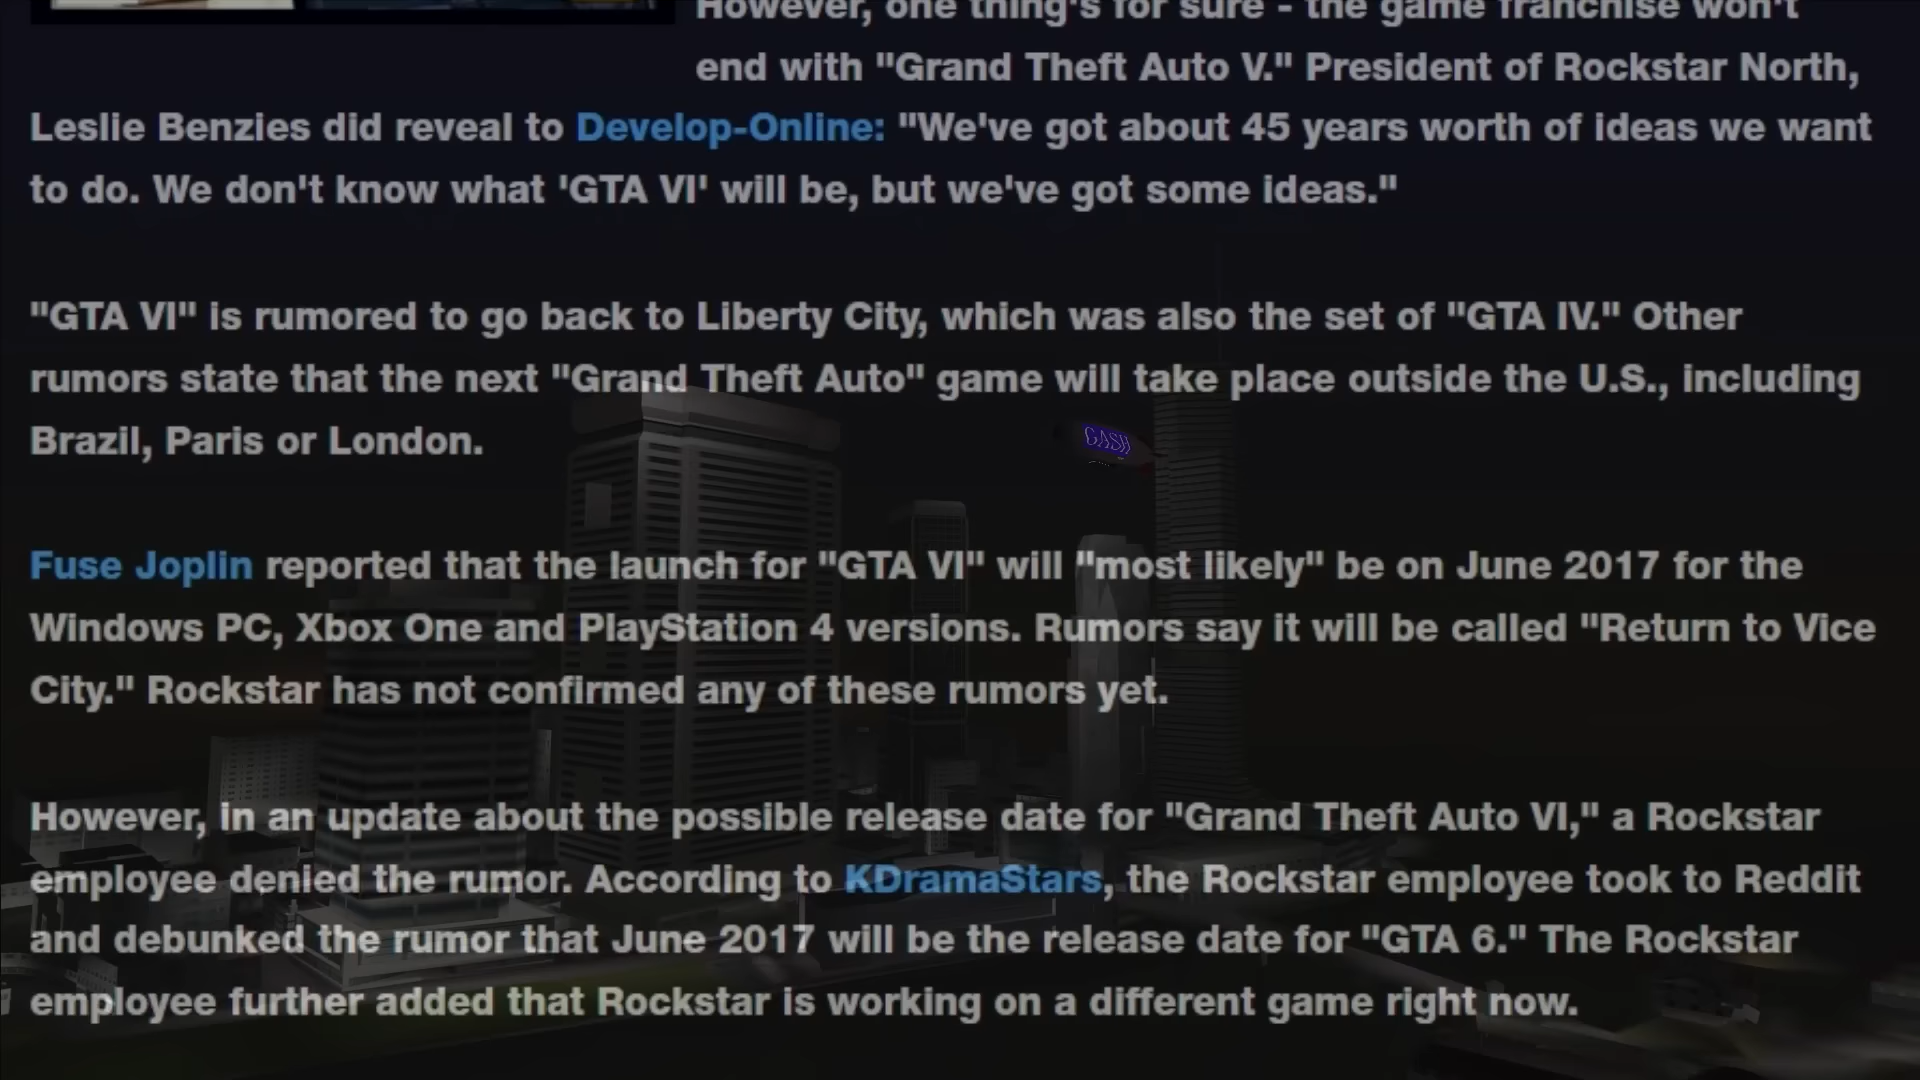 However, one thing's for sure - the game franchise won't
end with "Grand Theft Auto V." President of Rockstar North,
Leslie Benzies did reveal to Develop-Online: "We've got about 45 years worth of ideas we want
to do. We don't know what 'GTA VI' will be, but we've got some ideas."
"GTA VI" is rumored to go back to Liberty City, which was also the set of "GTA IV." Other
rumors state that the next "Grand Theft Auto" game will take place outside the U.S., including
Brazil, Paris or London.
GASH
Fuse Joplin reported that the launch for "GTA VI" will "most likely" be on June 2017 for the
Windows PC, Xbox One and PlayStation 4 versions. Rumors say it will be called "Return to Vice
City." Rockstar has not confirmed any of these rumors yet.
However, in an update about the possible release date for "Grand Theft Auto VI," a Rockstar
employee denied the rumor. According to KDramaStars, the Rockstar employee took to Reddit
and debunked the rumor that June 2017 will be the release date for "GTA 6." The Rockstar
employee further added that Rockstar is working on a different game right now.